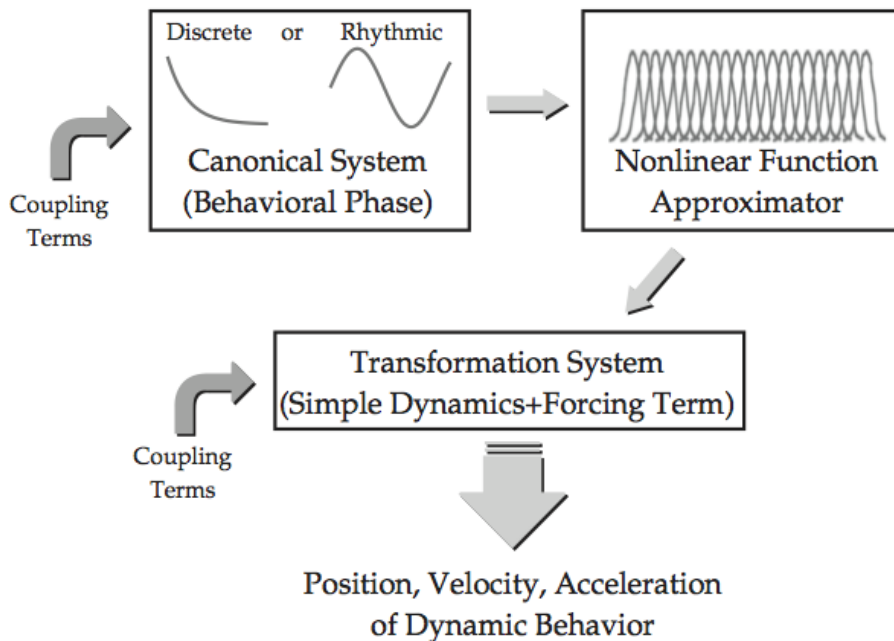 Discrete or Rhythmic
Canonical System
(Behavioral Phase)
Nonlinear Function
Approximator
Coupling
Terms
Transformation System
(Simple Dynamics+Forcing Term)
Coupling
Terms
Position, Velocity, Acceleration
of Dynamic Behavior